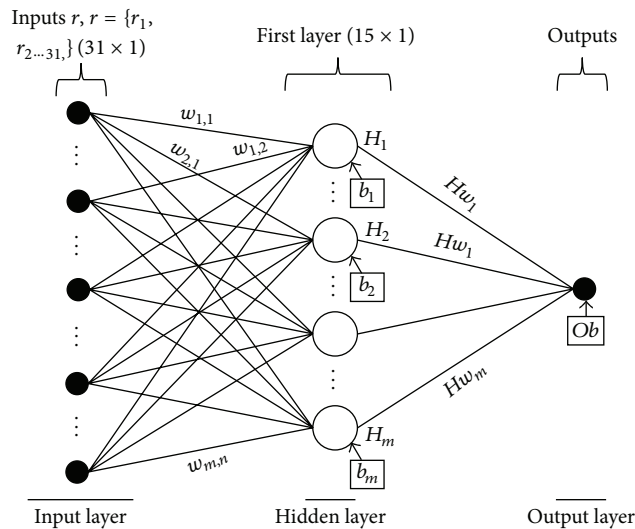 Inputs r, r = {r1,
r2⋯31,} (31 × 1)
First layer (15 × 1)
Outputs
w1,1
w1,2
w2,1
wm,n
H1
b1
H2
b2
Hm
bm
Hw1
Hw1
Hwm
Ob
⋮
⋮
⋮
⋮
⋮
⋮
⋮
Input layer
Hidden layer
Output layer